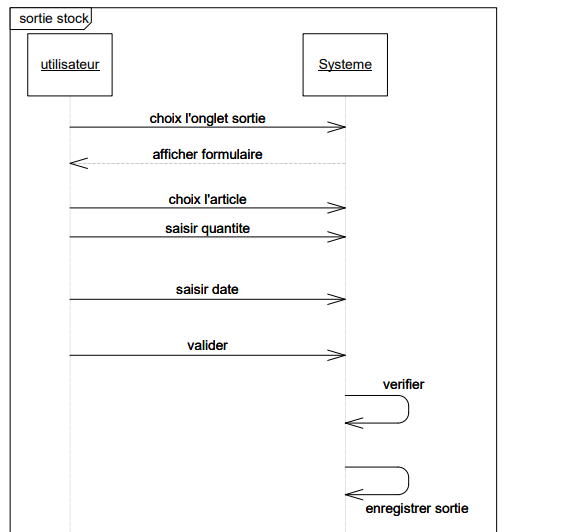 sortie stock
utilisateur
Systeme
choix l'onglet sortie
afficher formulaire
choix l'article
saisir quantite
saisir date
valider
verifier
enregistrer sortie